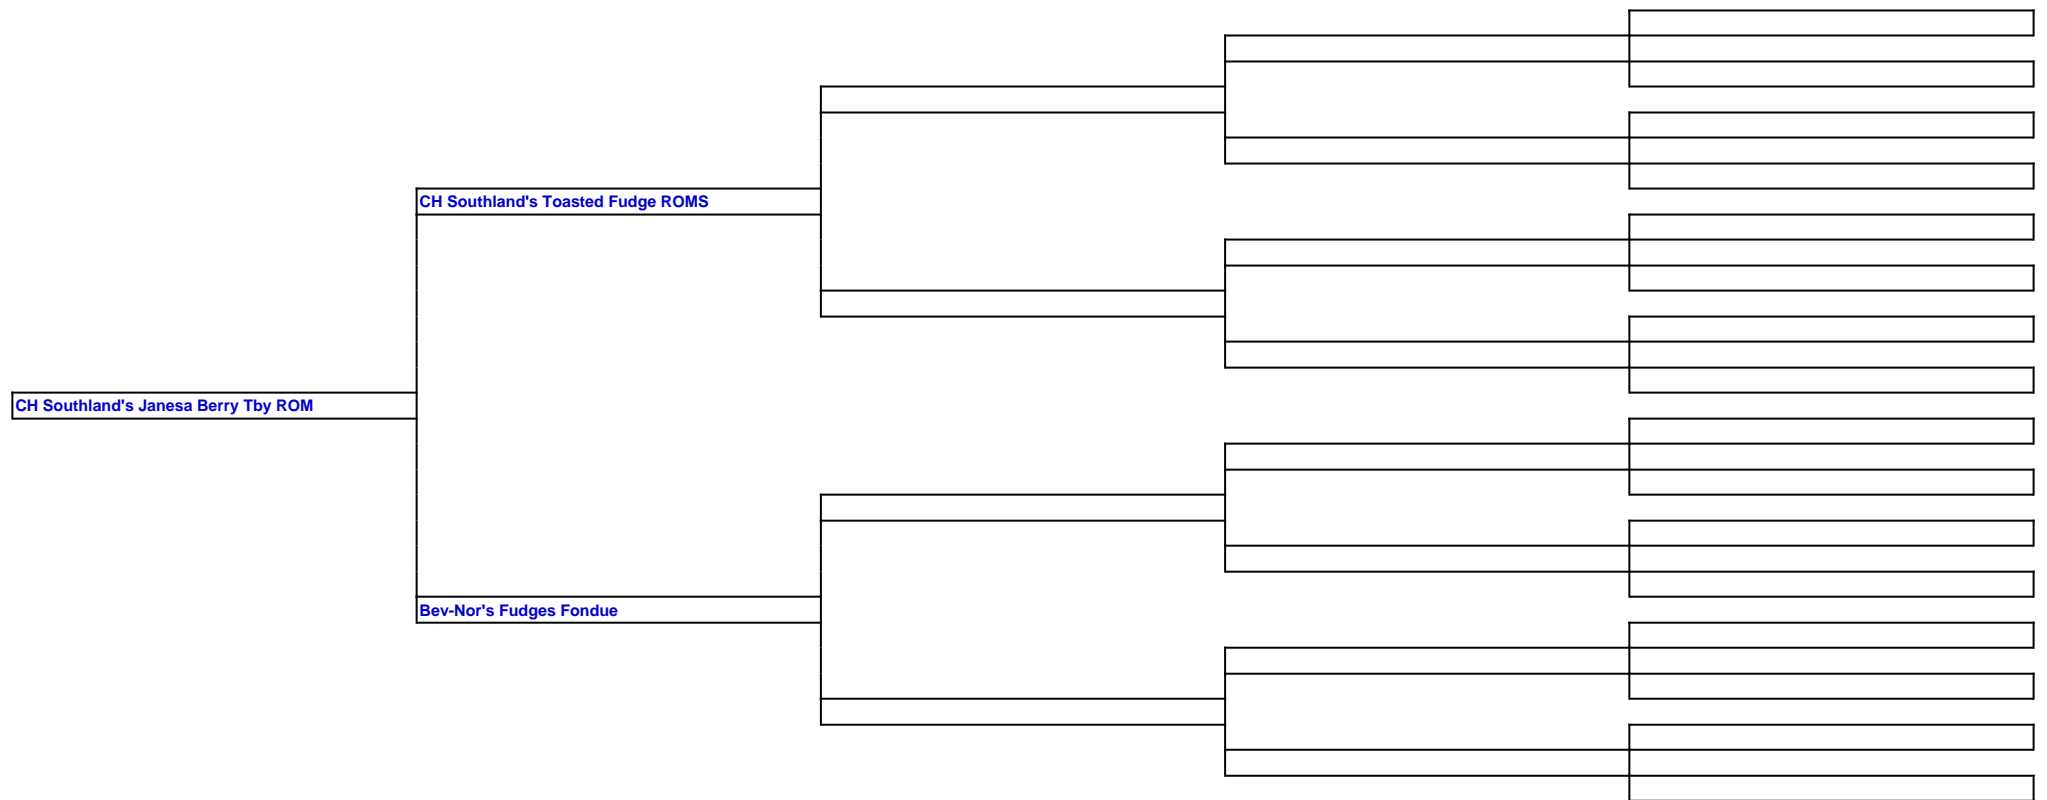 CH Southland's Toasted Fudge ROMS
CH Southland's Janesa Berry Tby ROM
Bev-Nor's Fudges Fondue